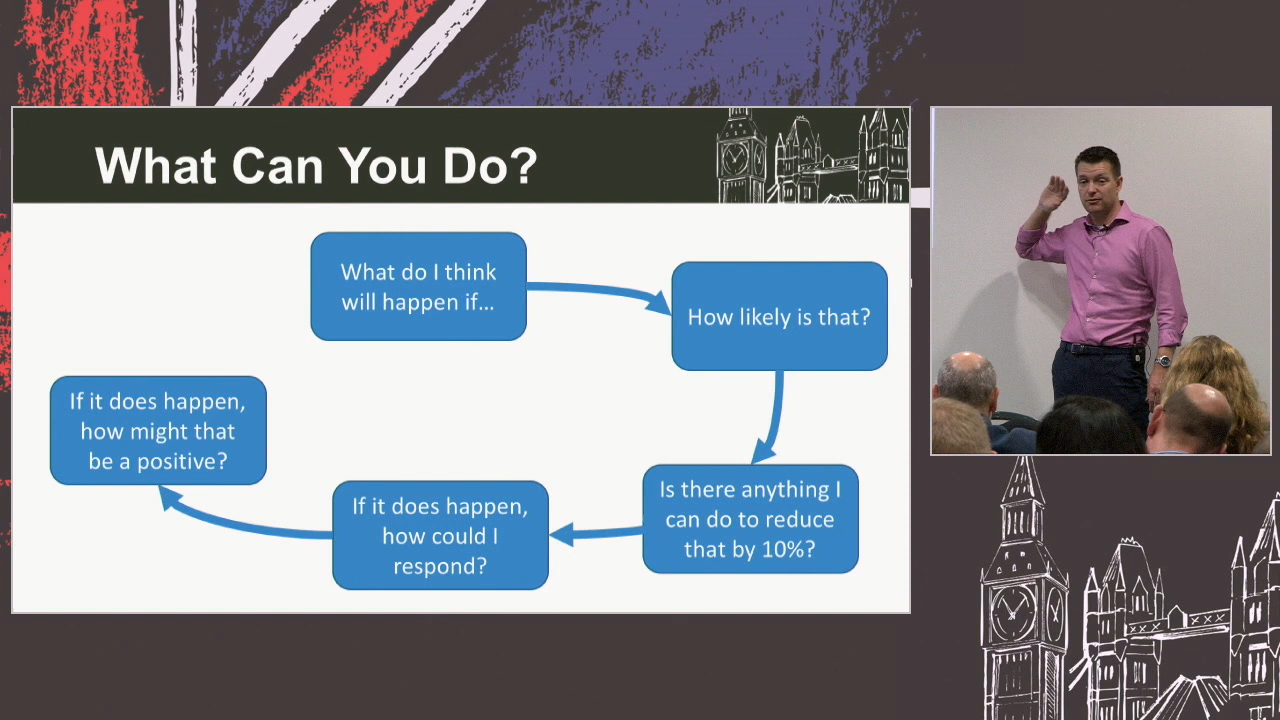 What Can You Do?
What do I think
will happen if...
How likely is that?
Is there anything I
can do to reduce
that by 10%?
If it does happen,
how could I
respond?
If it does happen,
how might that
be a positive?